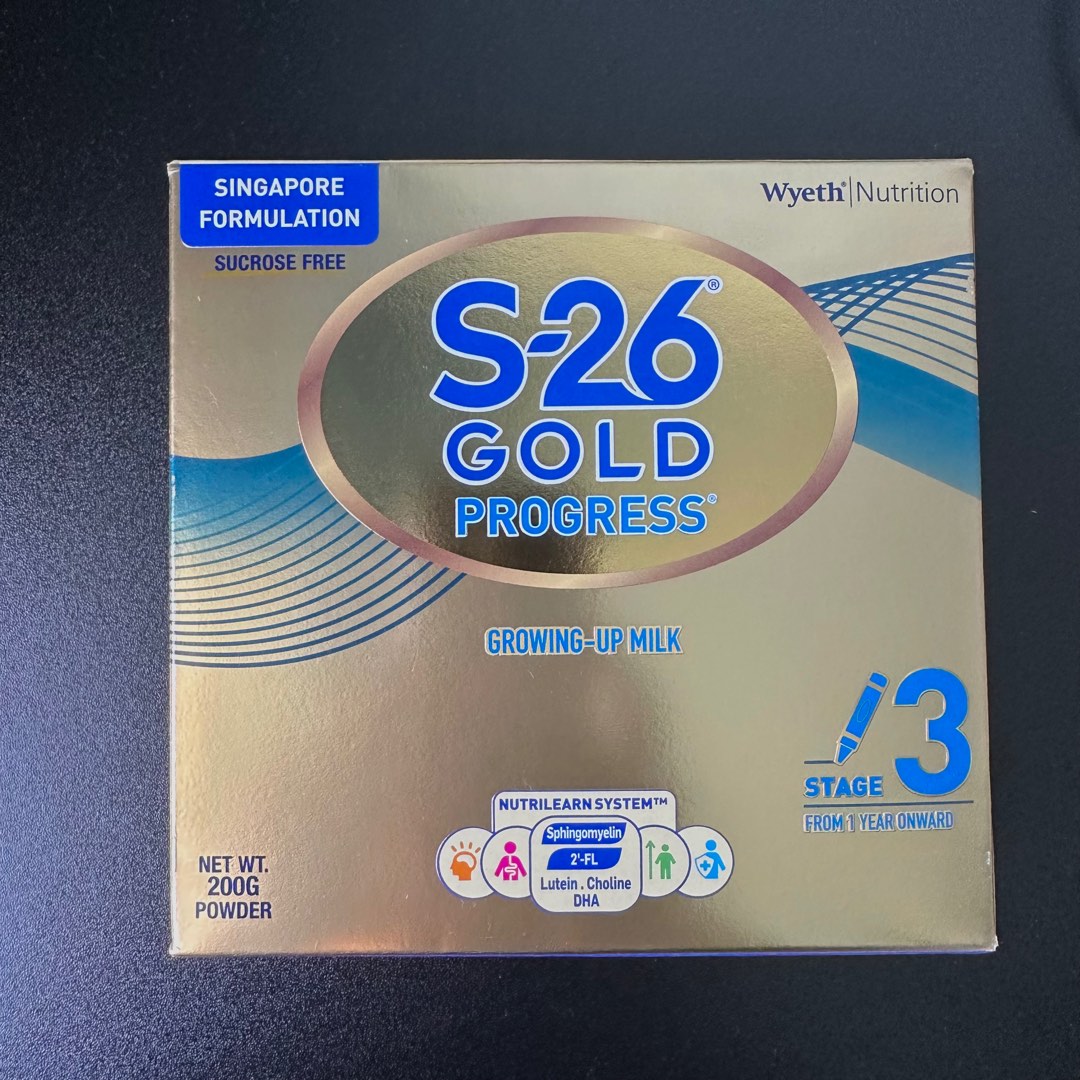 SINGAPORE
FORMULATION
SUCROSE FREE
Wyeth® | Nutrition
S-26®
GOLD
PROGRESS®
GROWING-UP MILK
3
STAGE
FROM 1 YEAR ONWARD
NUTRILEARN SYSTEM™
Sphingomyelin
2'-FL
Lutein . Choline
DHA
NET WT.
200G
POWDER